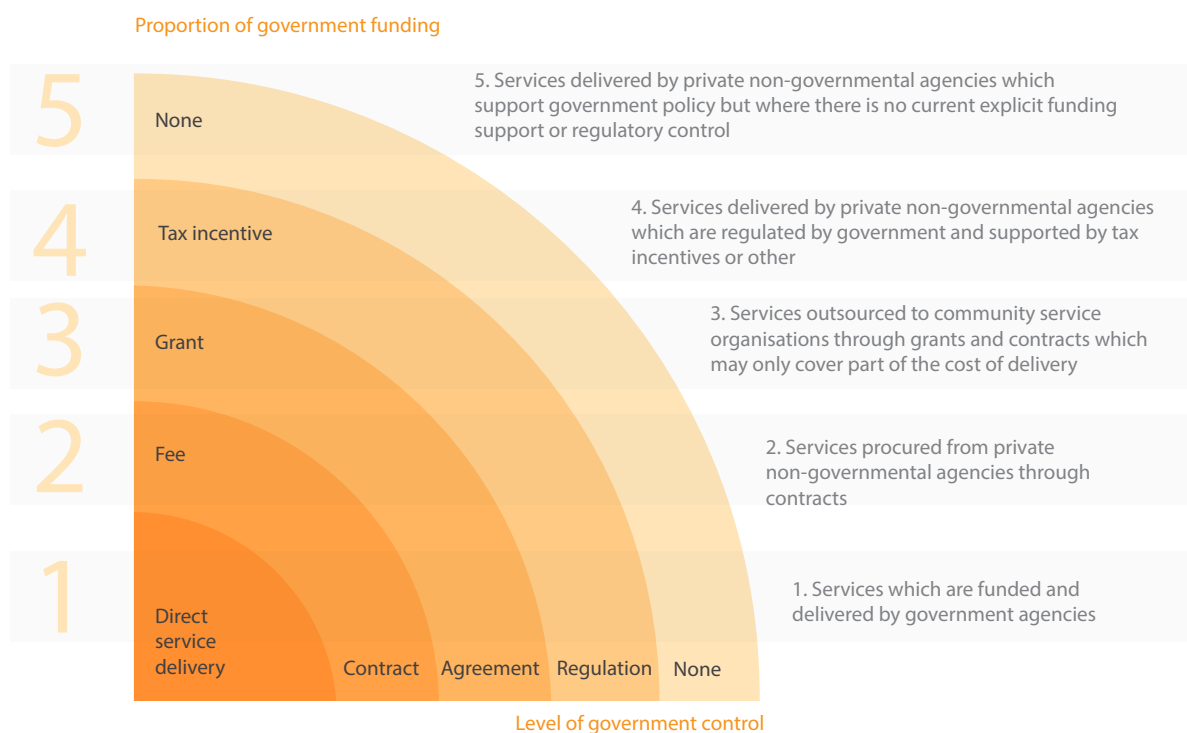 Proportion of government funding
5
None
5. Services delivered by private non-governmental agencies which
support government policy but where there is no current explicit funding
support or regulatory control
4
Tax incentive
4. Services delivered by private non-governmental agencies
which are regulated by government and supported by tax
incentives or other
3
Grant
3. Services outsourced to community service
organisations through grants and contracts which
may only cover part of the cost of delivery
2
Fee
2. Services procured from private
non-governmental agencies through
contracts
1
Direct
service
delivery
Contract
Agreement
Regulation
None
1. Services which are funded and
delivered by government agencies
Level of government control